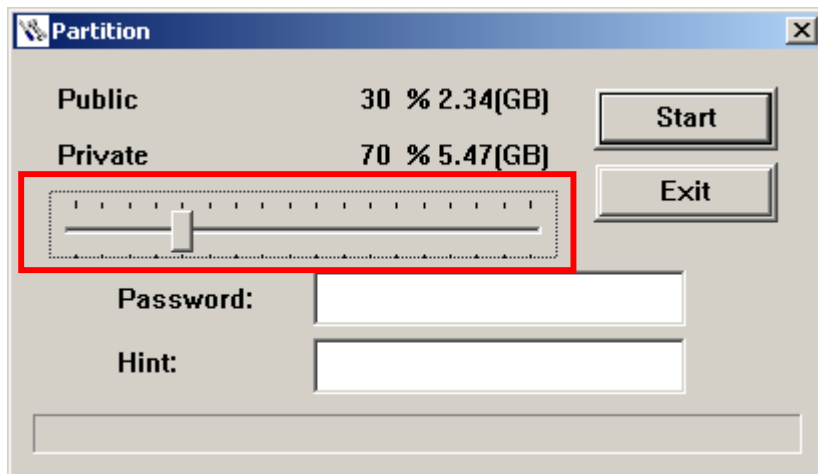 Partition
Public 30 % 2.34(GB)
Start
Private 70 % 5.47(GB)
Exit
Password:
Hint: